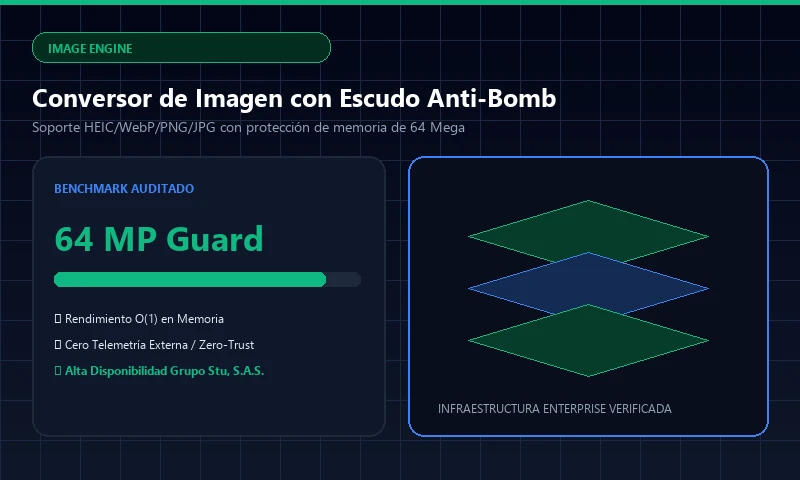 IMAGE ENGINE
Conversor de Imagen con Escudo Anti-Bomb
Soporte HEIC/WebP/PNG/JPG con protección de memoria de 64 Mega
BENCHMARK AUDITADO
64 MP Guard
Rendimiento O(1) en Memoria
Cero Telemetría Externa / Zero-Trust
Alta Disponibilidad Grupo Stu, S.A.S.
INFRAESTRUCTURA ENTERPRISE VERIFICADA